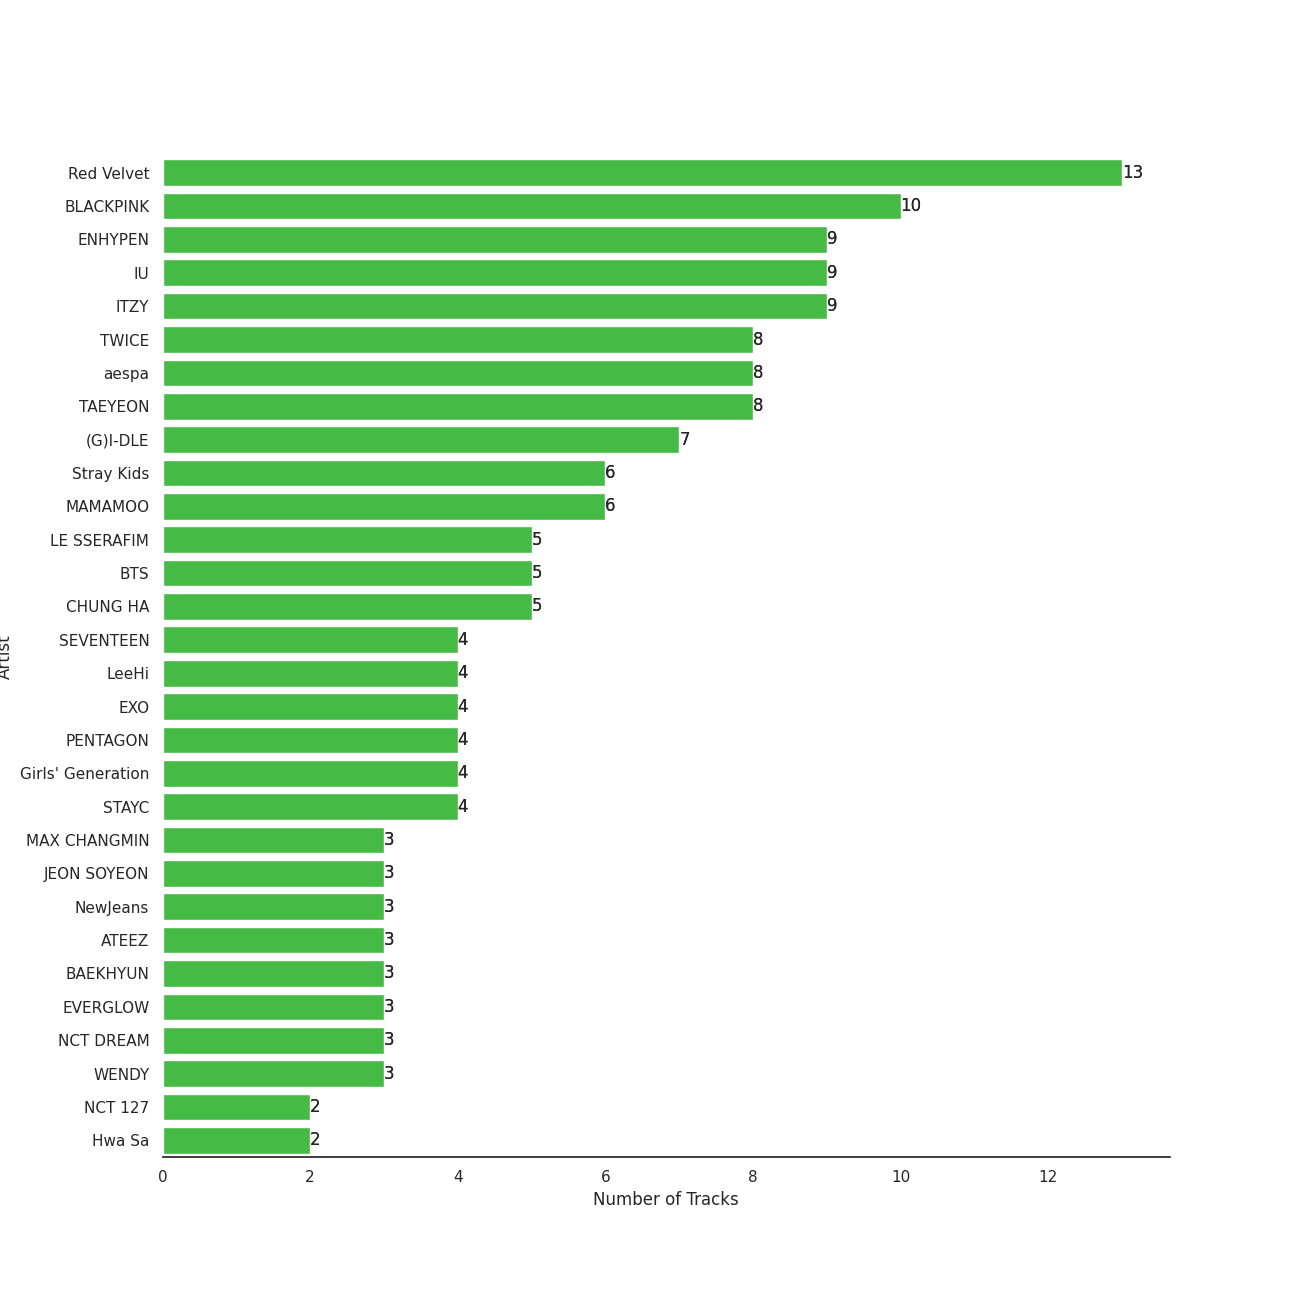 Red Velvet 13
BLACKPINK 10
ENHYPEN 9
IU 9
ITZY 9
TWICE 8
aespa 8
TAEYEON 8
(G)I-DLE 7
Stray Kids 6
MAMAMOO 6
LE SSERAFIM 5
BTS 5
CHUNG HA 5
SEVENTEEN 4
LeeHi 4
EXO 4
PENTAGON 4
Girls' Generation 4
STAYC 4
MAX CHANGMIN 3
JEON SOYEON 3
NewJeans 3
ATEEZ 3
BAEKHYUN 3
EVERGLOW 3
NCT DREAM 3
WENDY 3
NCT 127 2
Hwa Sa 2
0 2 4 6 8 10 12
Number of Tracks
Artist